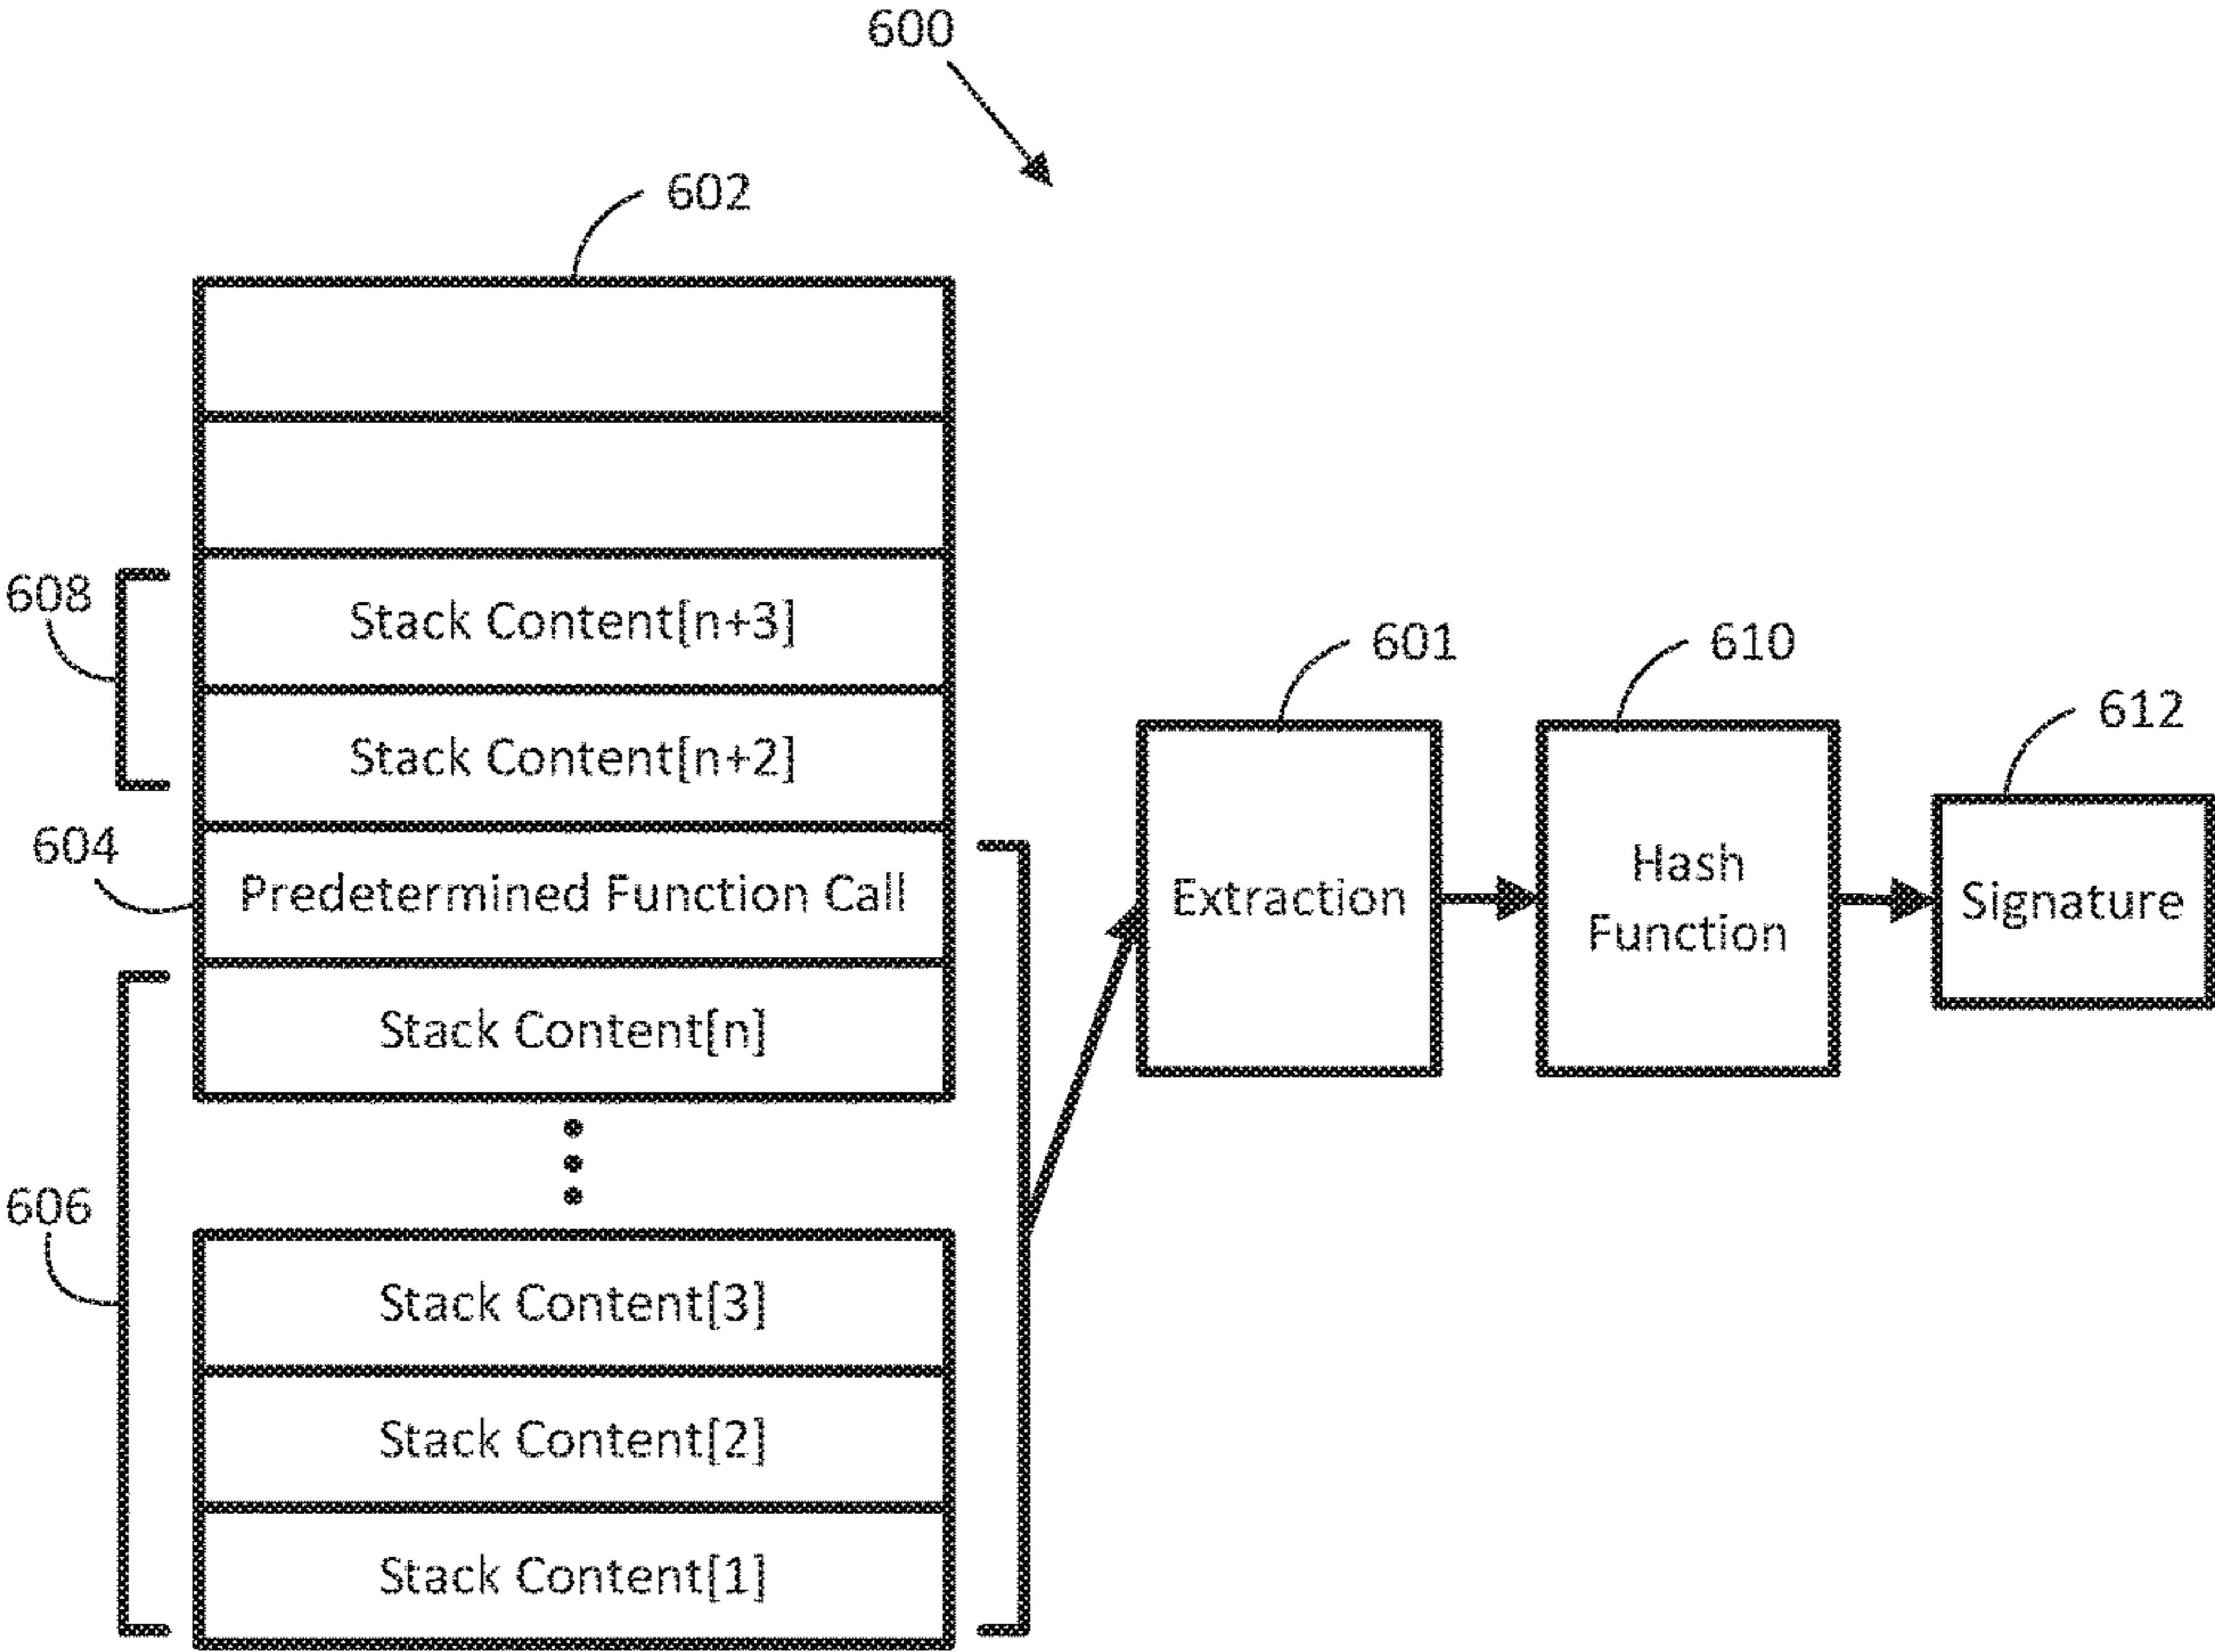 600
602
608
Stack Content[n+3]
601
610
Stack Content[n+2]
612
604
Predetermined Function Call
Extraction
Hash
Function
Signature
Stack Content[n]
606
Stack Content[3]
Stack Content[2]
Stack Content[1]